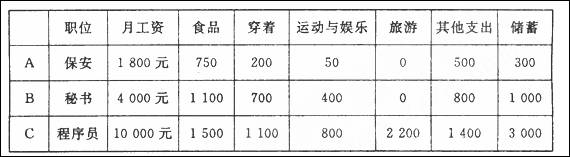 职位 月工资 食品 穿着 运动与娱乐 旅游 其他支出 储蓄
A 保安 1 800 元 750 200 50 0 500 300
B 秘书 4 000 元 1 100 700 400 0 800 1 000
C 程序员 10 000 元 1 500 1 100 800 2 200 1 400 3 000